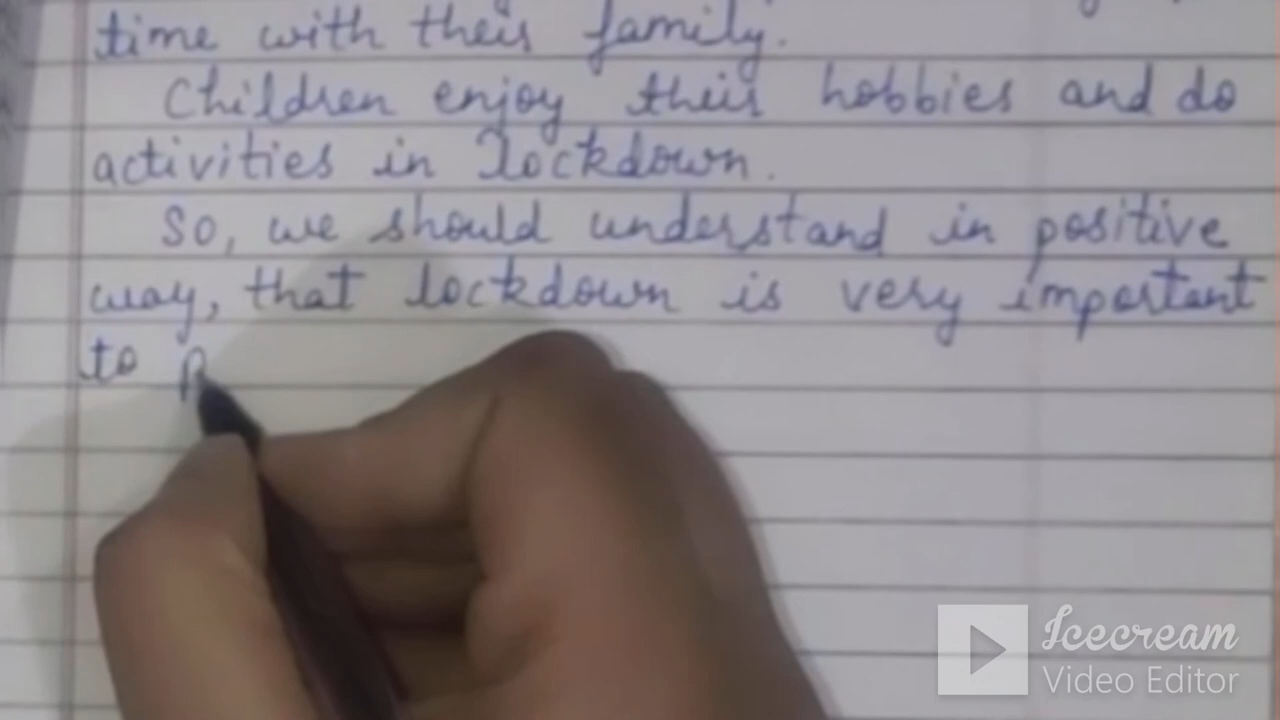 time with their family.
Children enjoy their hobbies and do
activities in lockdown.
So, we should understand in positive
way, that lockdown is very important
to p
Icecream
Video Editor